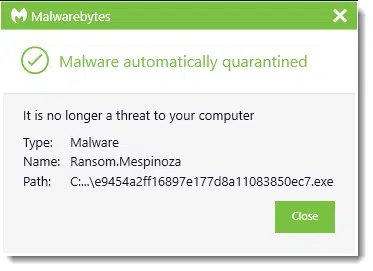 Malwarebytes
Malware automatically quarantined
It is no longer a threat to your computer
Type: Malware
Name: Ransom.Mespinoza
Path: C:...\e9454a2ff16897e177d8a11083850ec7.exe
Close